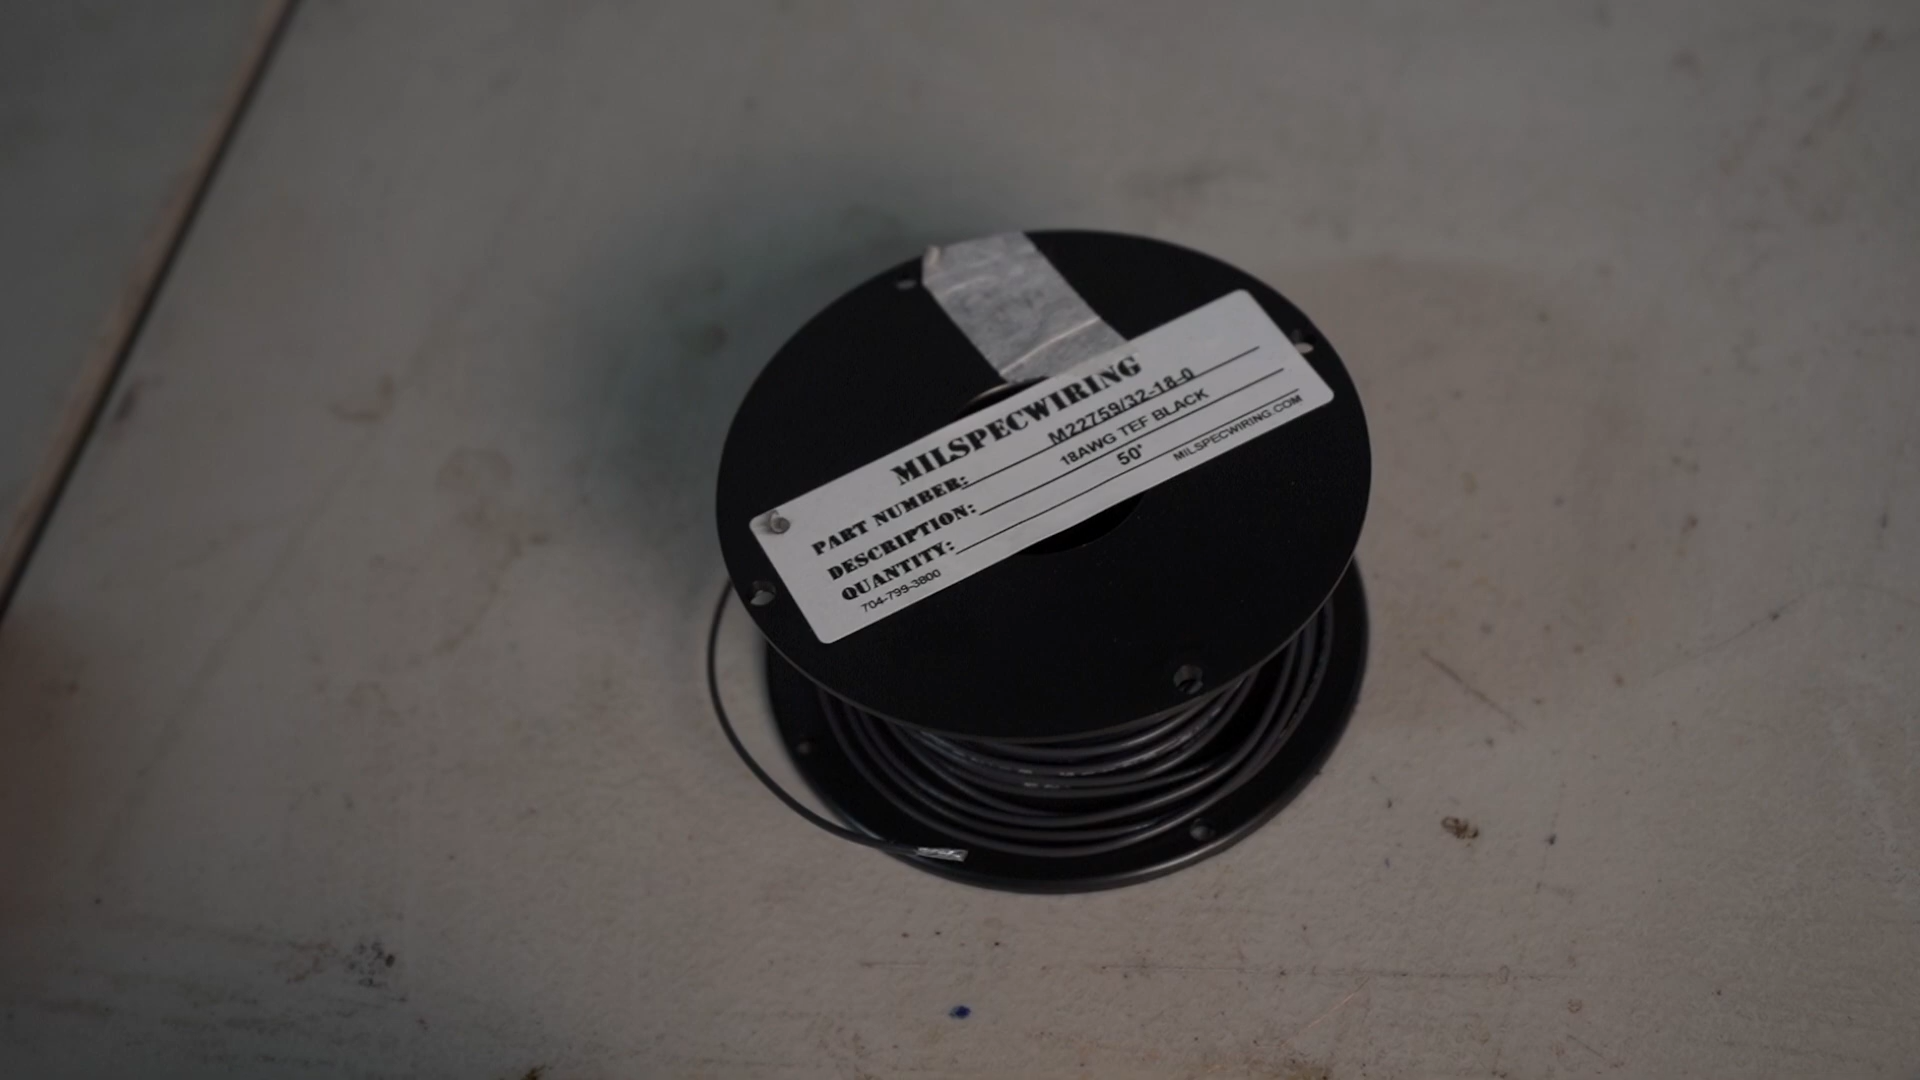 MILSPECWIRING
PART NUMBER: M22759/32-18-0
DESCRIPTION: 18AWG TEF BLACK
QUANTITY: 50'
704-799-3800 MILSPECWIRING.COM